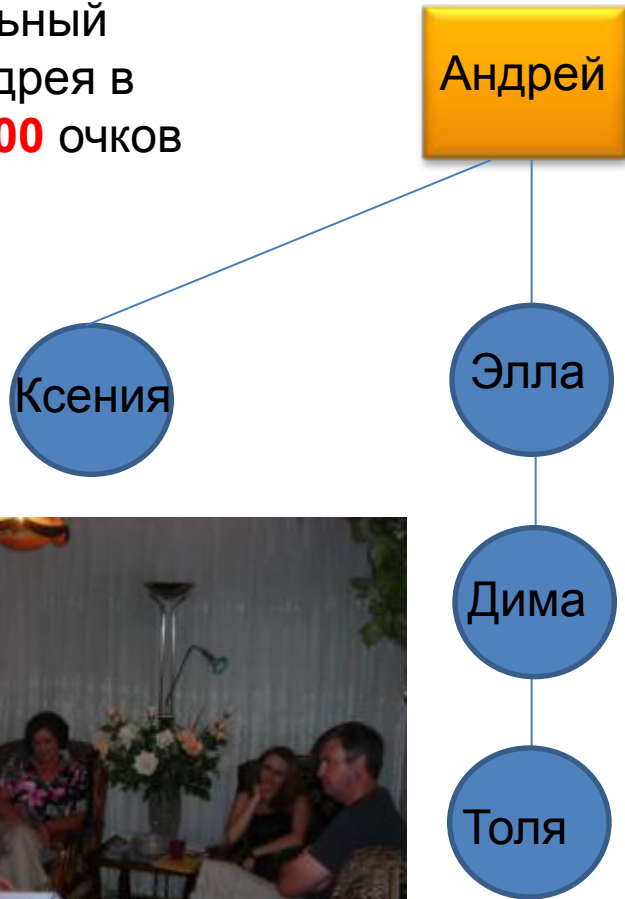 ьный
дрея в
00 очков
Андрей
Ксения
Элла
Дима
Толя